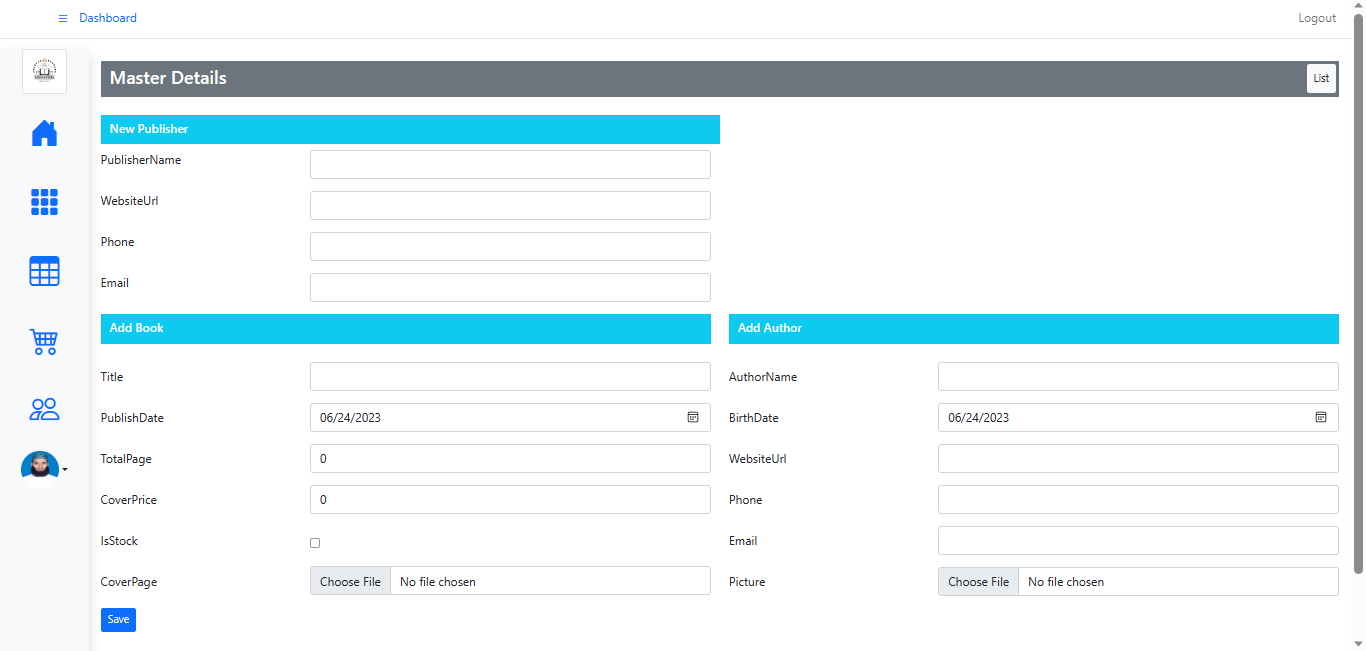 Dashboard
Logout
Master Details
List
New Publisher
PublisherName
WebsiteUrl
Phone
Email
Add Book
Add Author
Title
AuthorName
PublishDate
06/24/2023
BirthDate
06/24/2023
TotalPage
0
WebsiteUrl
CoverPrice
0
Phone
IsStock
Email
CoverPage
Choose File No file chosen
Picture
Choose File No file chosen
Save